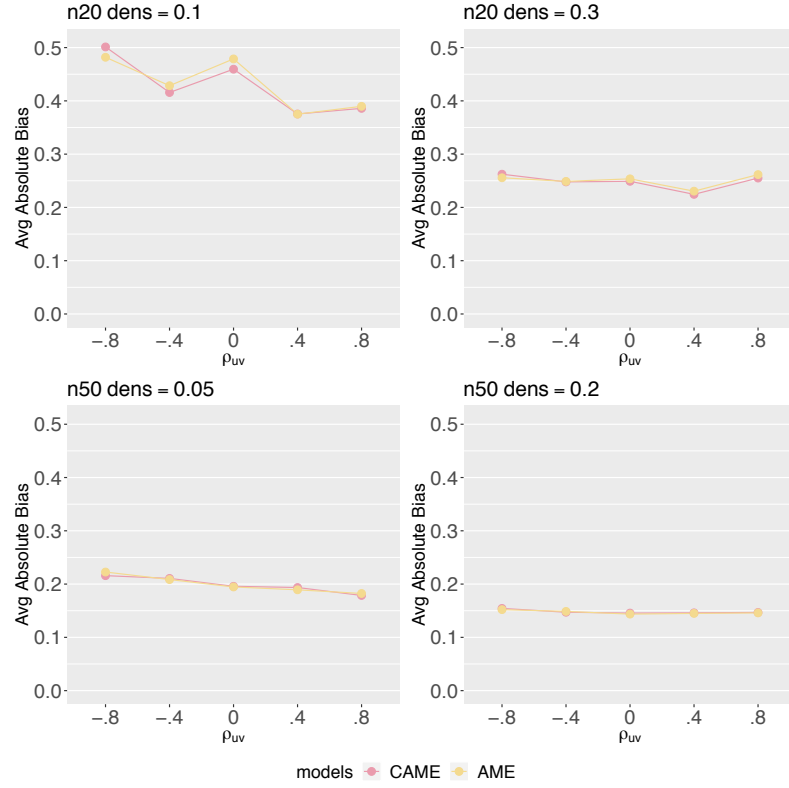 n20 dens = 0.1
n20 dens = 0.3
Avg Absolute Bias
0.5
0.4
0.3
0.2
0.1
0.0
−.8 −.4 0 .4 .8
ρuv
Avg Absolute Bias
0.5
0.4
0.3
0.2
0.1
0.0
−.8 −.4 0 .4 .8
ρuv
n50 dens = 0.05
n50 dens = 0.2
Avg Absolute Bias
0.5
0.4
0.3
0.2
0.1
0.0
−.8 −.4 0 .4 .8
ρuv
Avg Absolute Bias
0.5
0.4
0.3
0.2
0.1
0.0
−.8 −.4 0 .4 .8
ρuv
models CAME AME